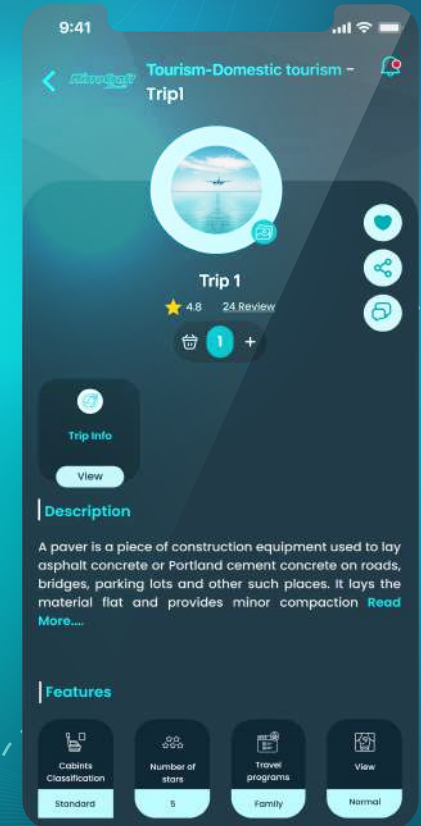 9:41
Tourism-Domestic tourism -
Trip1
Trip 1
4.8 24 Review
1 +
Trip Info
View
Description
A paver is a piece of construction equipment used to lay
asphalt concrete or Portland cement concrete on roads,
bridges, parking lots and other such places. It lays the
material flat and provides minor compaction Read
More....
Features
Cabints
Classification
Standard
Number of
stars
5
Travel
programs
Family
View
Normal